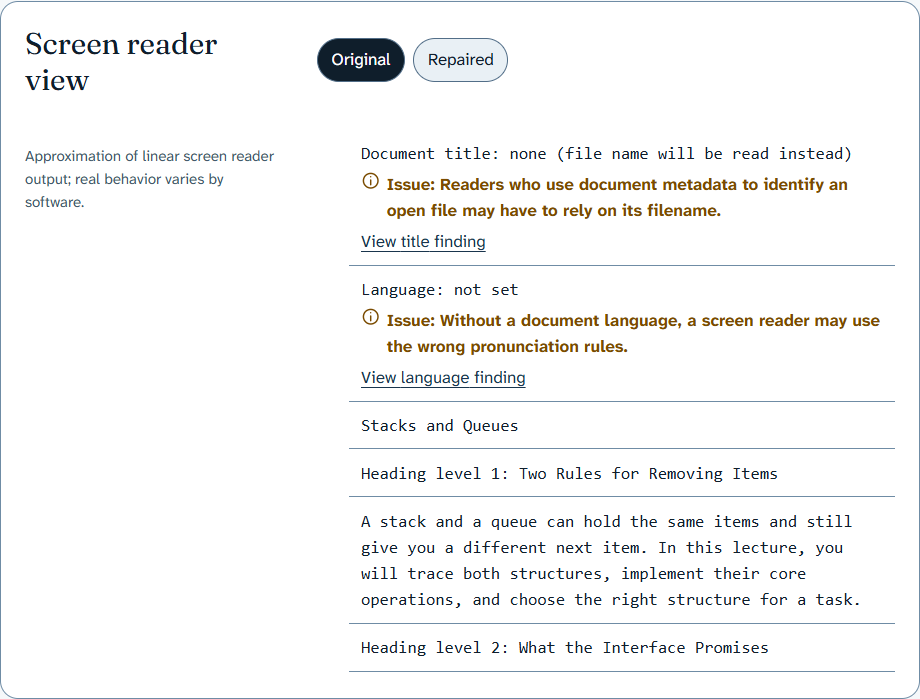 Screen reader
view
Original
Repaired
Approximation of linear screen reader
output; real behavior varies by
software.
Document title: none (file name will be read instead)
Issue: Readers who use document metadata to identify an
open file may have to rely on its filename.
View title finding
Language: not set
Issue: Without a document language, a screen reader may use
the wrong pronunciation rules.
View language finding
Stacks and Queues
Heading level 1: Two Rules for Removing Items
A stack and a queue can hold the same items and still
give you a different next item. In this lecture, you
will trace both structures, implement their core
operations, and choose the right structure for a task.
Heading level 2: What the Interface Promises